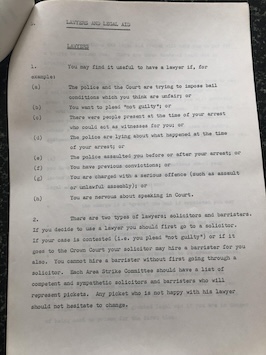 LAWYERS AND LEGAL AID
LAWYERS
1. You may find it useful to have a lawyer if, for
example:
(a) The police and the Court are trying to impose bail
conditions which you think are unfair; or
(b) You want to plead "not guilty"; or
(c) There were people present at the time of your arrest
who could act as witnesses for you; or
(d) The police are lying about what happened at the time
of your arrest; or
(e) The police assaulted you before or after your arrest; or
(f) You have previous convictions; or
(g) You are charged with a serious offence (such as assault
or unlawful assembly); or
(h) You are nervous about speaking in Court.
2. There are two types of lawyers: solicitors and barristers.
If you decide to use a lawyer you should first go to a solicitor.
If your case is contested (i.e. you plead "not guilty") or if it
goes to the Crown Court your solicitor may hire a barrister for you
also. You cannot hire a barrister without first going through a
solicitor. Each Area Strike Committee should have a list of
competent and sympathetic solicitors and barristers who will
represent pickets. Any picket who is not happy with his lawyer
should not hesitate to change.